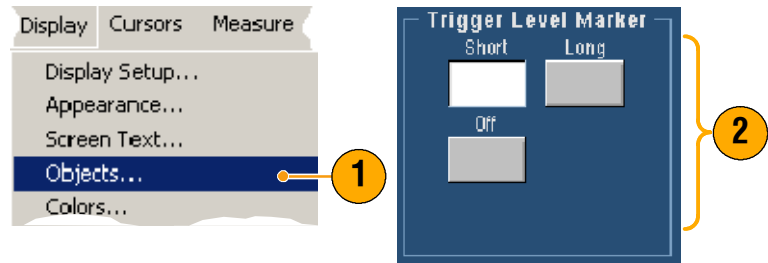 Display Cursors Measure
Display Setup...
Appearance...
Screen Text...
Objects...
Colors...
1
Trigger Level Marker
Short Long
Off
2